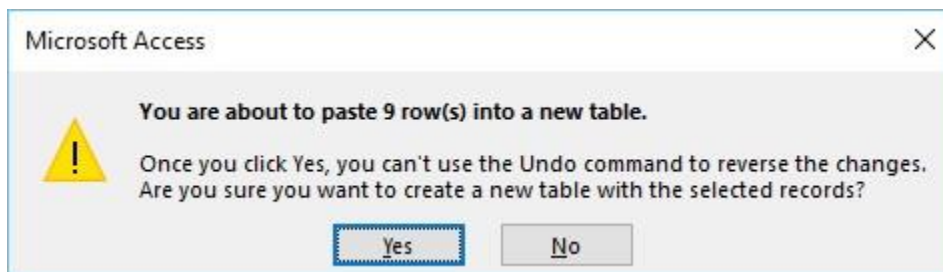 Microsoft Access
You are about to paste 9 row(s) into a new table.
Once you click Yes, you can't use the Undo command to reverse the changes.
Are you sure you want to create a new table with the selected records?
Yes No